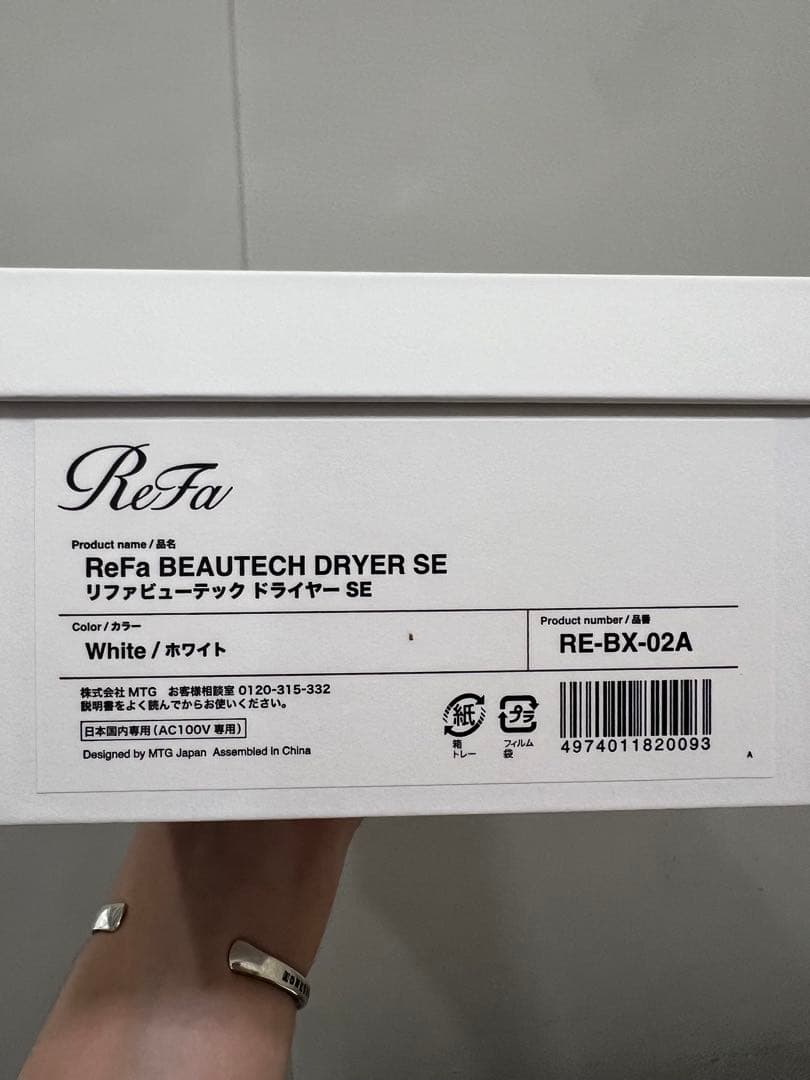 ReFa
Product name / 品名
ReFa BEAUTECH DRYER SE
リファビューテック ドライヤー SE
Color / カラー
White / ホワイト
Product number / 品番
RE-BX-02A
株式会社 MTG お客様相談室 0120-315-332
説明書をよく読んでからお使いください。
日本国内専用(AC100V 専用)
Designed by MTG Japan Assembled in China
紙
箱
トレー
プラ
フィルム
袋
4974011820093
A